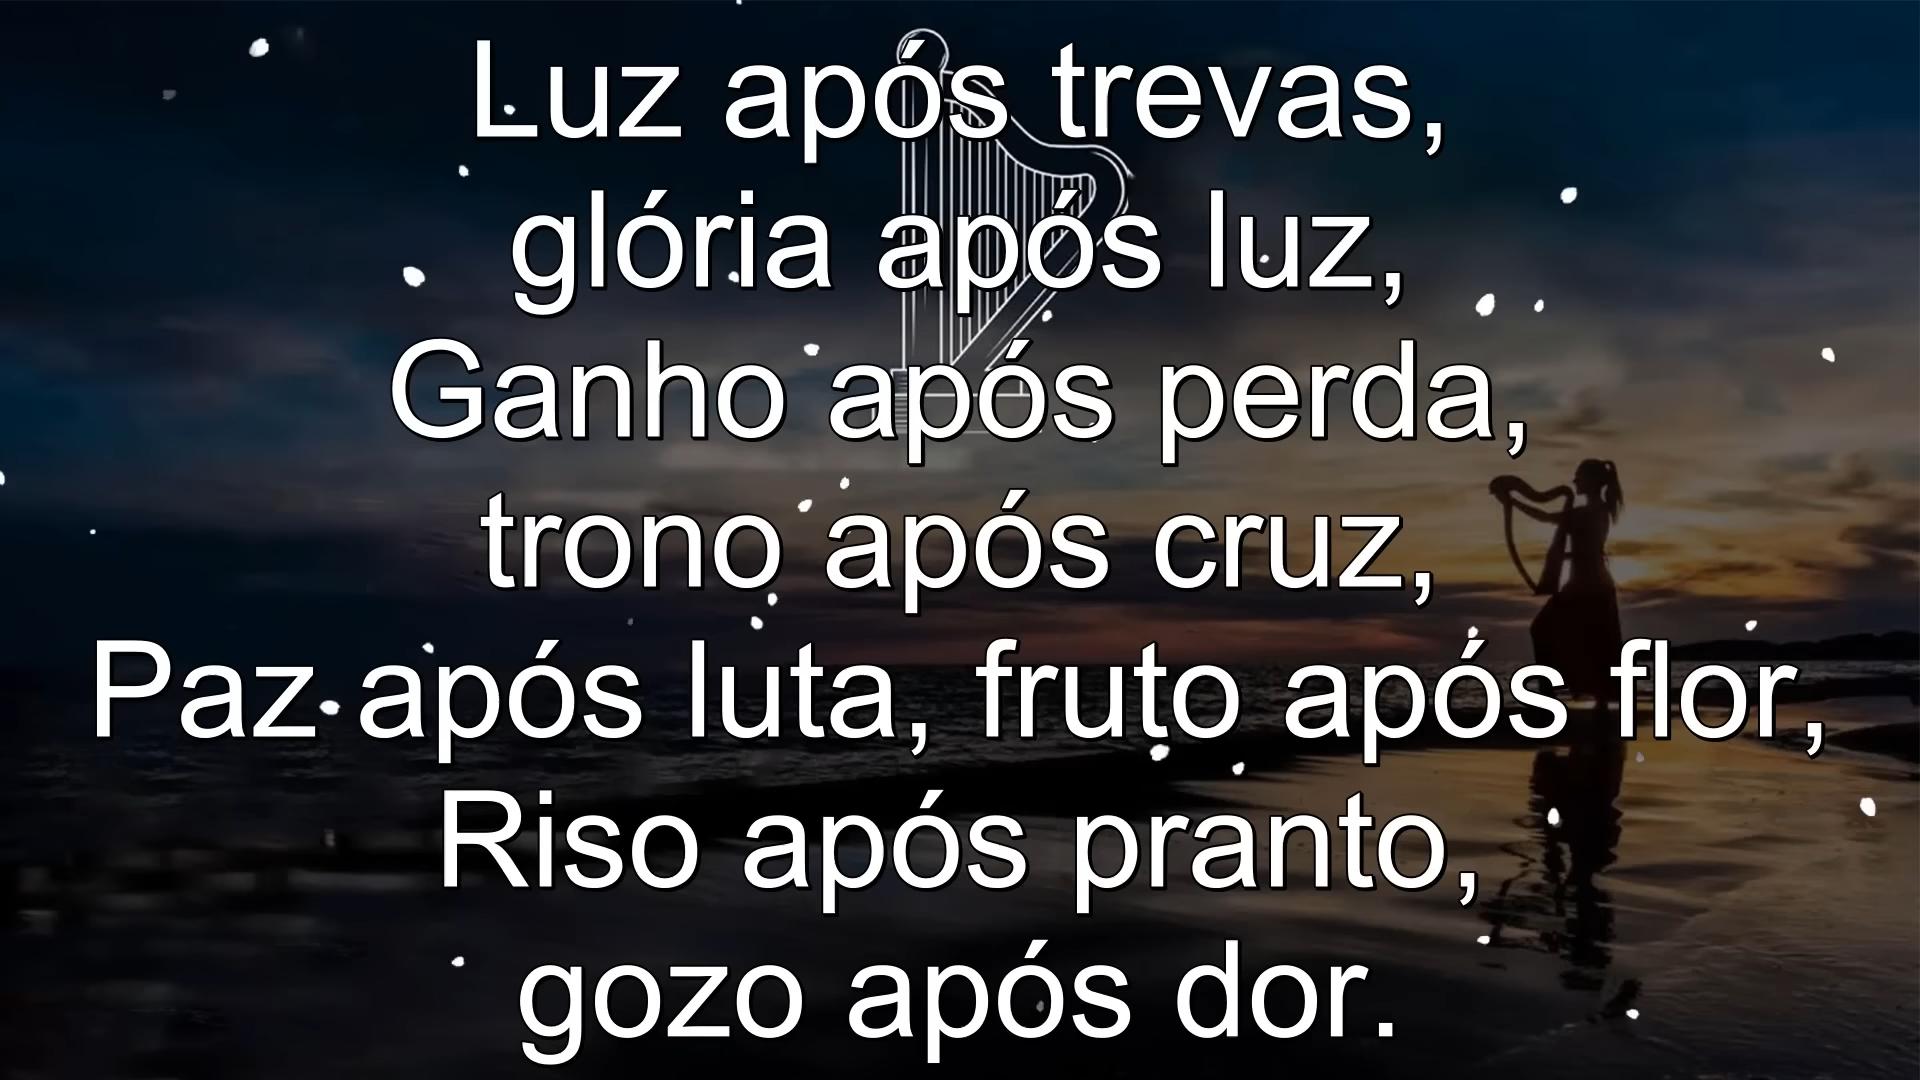 Luz após trevas,
glória após luz,
Ganho após perda,
trono após cruz,
Paz após luta, fruto após flor,
Riso após pranto,
gozo após dor.